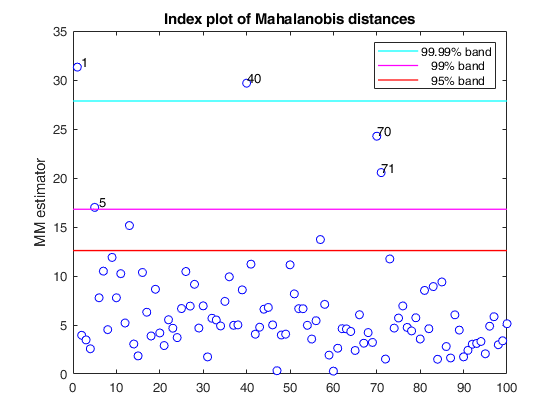 Index plot of Mahalanobis distances
MM estimator
35
30
25
20
15
10
5
0
1
40
70
71
5
99.99% band
99% band
95% band
0 10 20 30 40 50 60 70 80 90 100